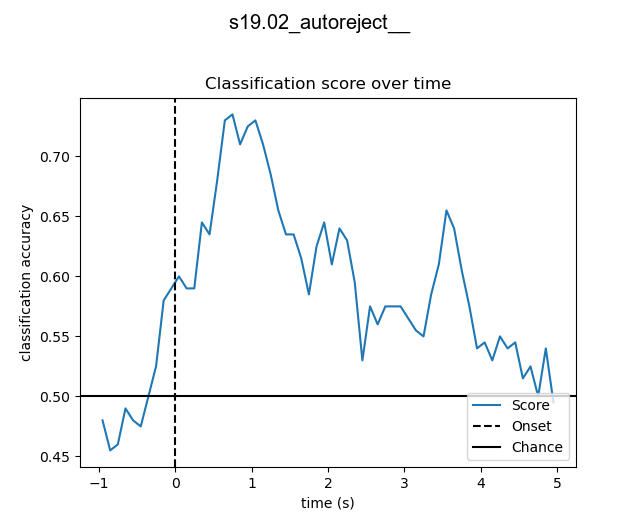 s19.02_autoreject__
Classification score over time
classification accuracy
0.70
0.65
0.60
0.55
0.50
0.45
−1
0
1
2
3
4
5
time (s)
Score
Onset
Chance